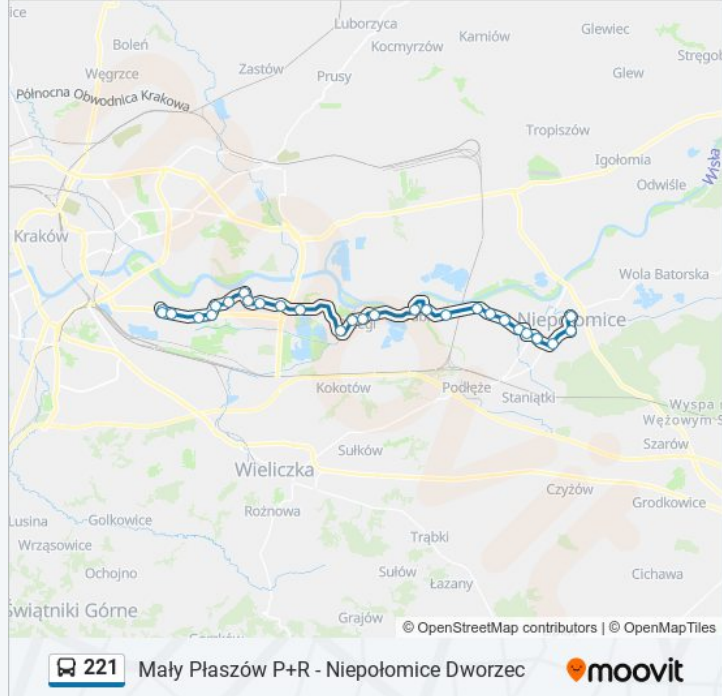 ice
Luborzyca
Karniów
Glewiec
Boleń
Kocmyrzów
Stręgob
Węgrzce
Zastów
Prusy
Glew
Północna Obwodnica Krakowa
Tropiszów
Igołomia
Wisła
Odwiśle
Kraków
Wola Batorska
Niepołomice
Kokotów
Podłęże
Staniątki
Wyspa
Wężowym S
Sułków
Szarów
Wieliczka
Czyżów
Rożnowa
Grodkowice
Lusina
Golkowice
Trąbki
Wrząsowice
Ochojno
Sułów
Łazany
Cichawa
Świątniki Górne
Grajów
© OpenStreetMap contributors | © OpenMapTiles
221 Mały Płaszów P+R - Niepołomice Dworzec moovit